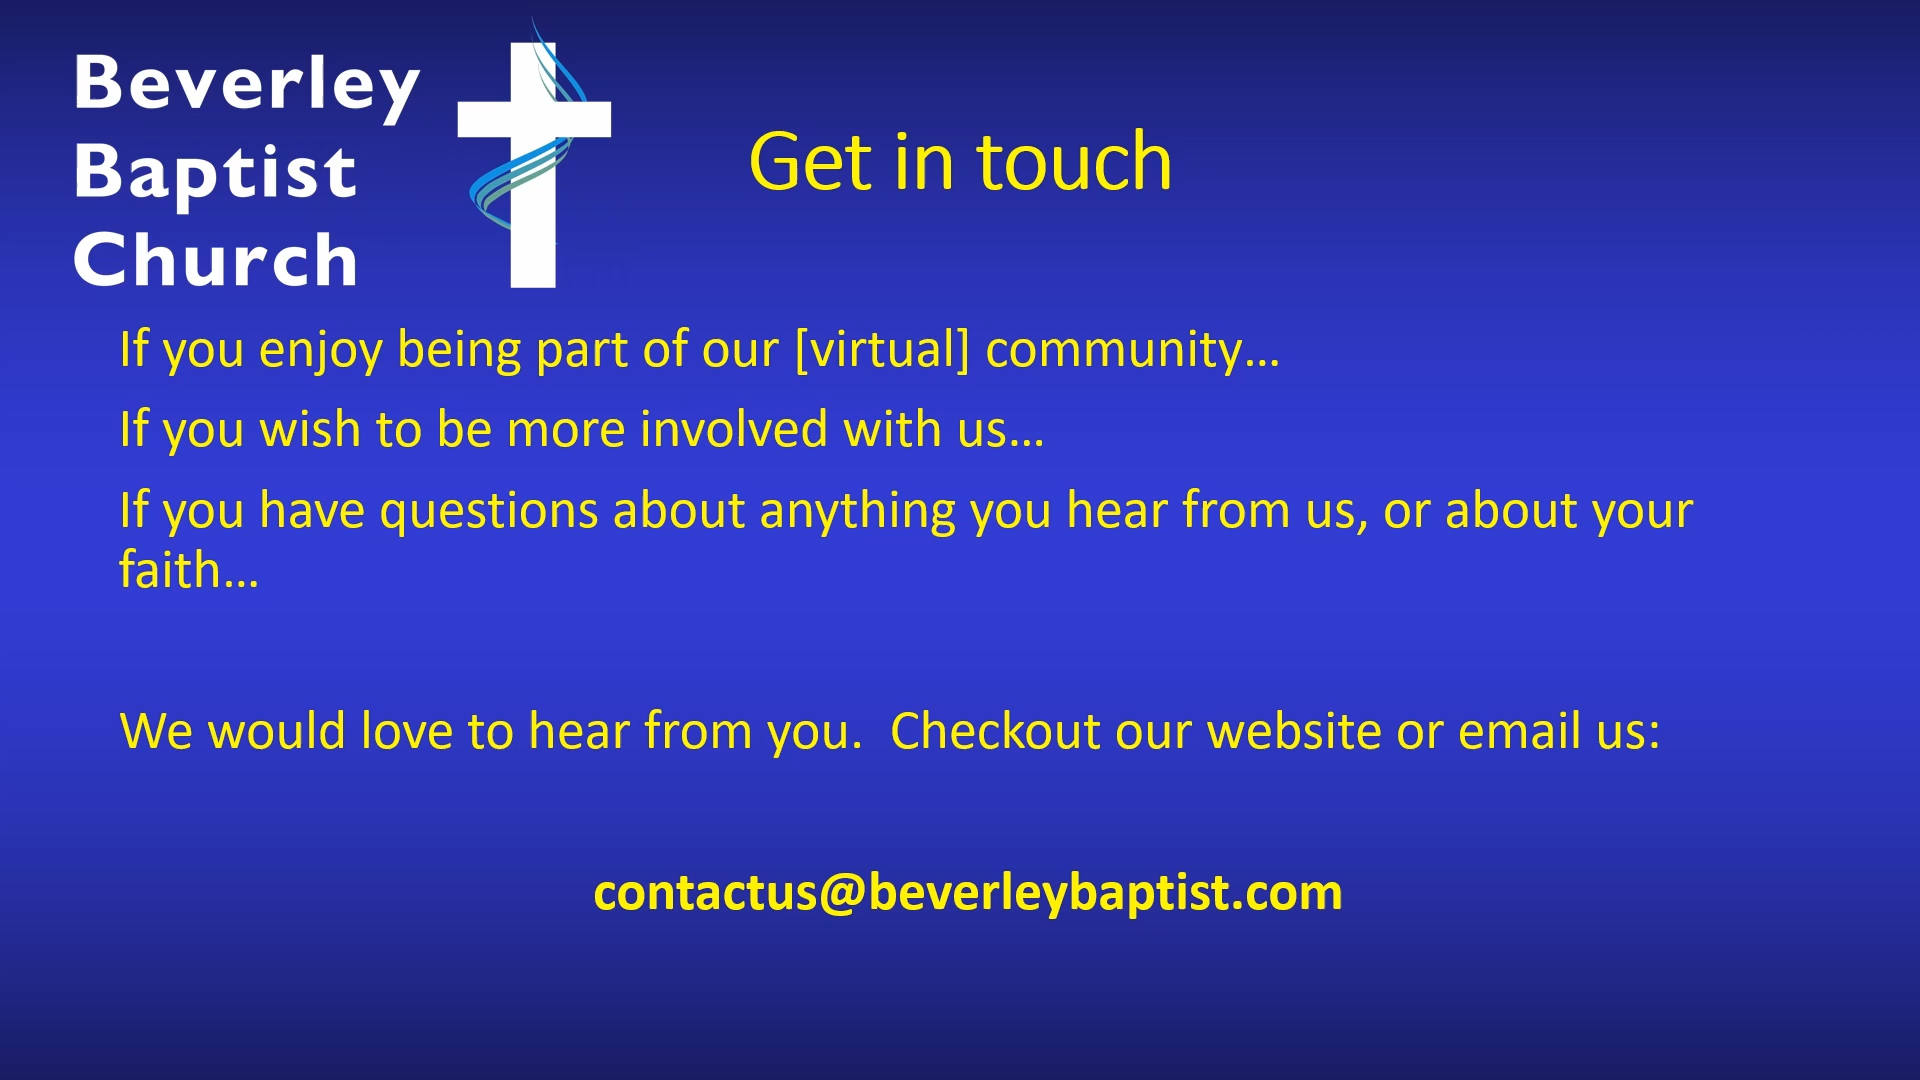 Beverley
Baptist
Church
Get in touch
If you enjoy being part of our [virtual] community...
If you wish to be more involved with us...
If you have questions about anything you hear from us, or about your
faith...
We would love to hear from you.  Checkout our website or email us:
contactus@beverleybaptist.com